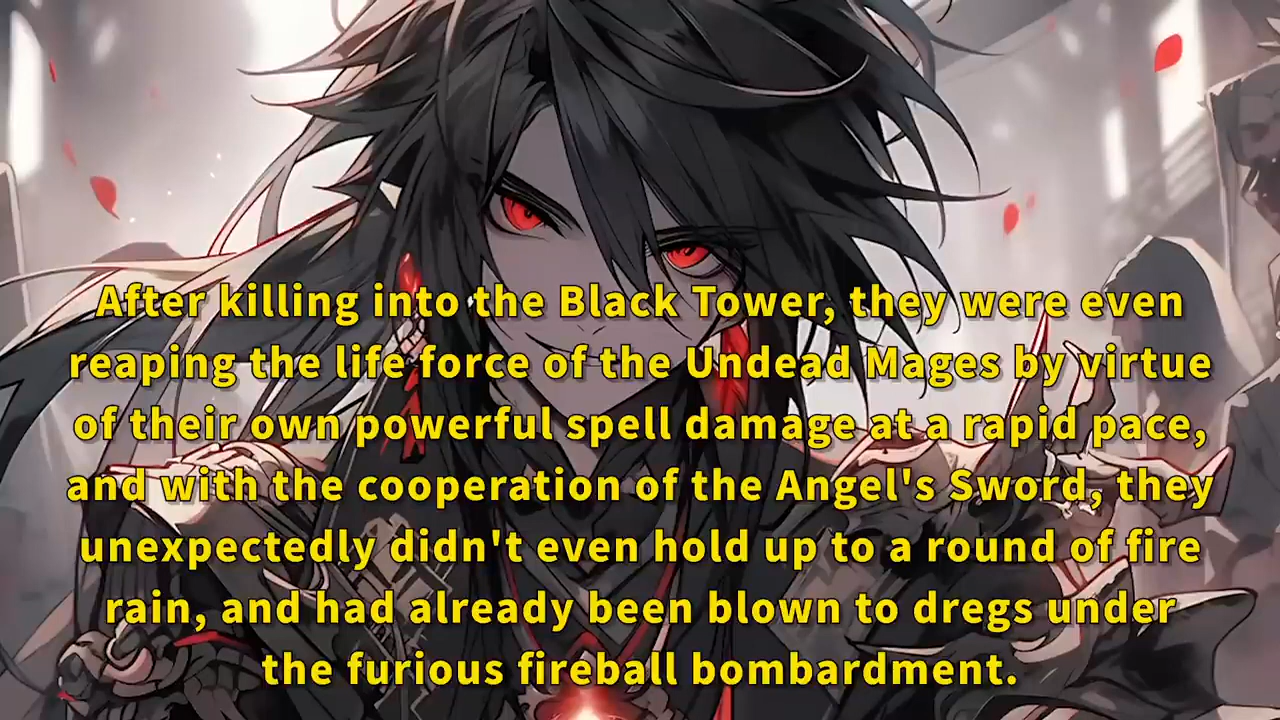 After killing into the Black Tower, they were even
reaping the life force of the Undead Mages by virtue
of their own powerful spell damage at a rapid pace,
and with the cooperation of the Angel's Sword, they
unexpectedly didn't even hold up to a round of fire
rain, and had already been blown to dregs under
the furious fireball bombardment.